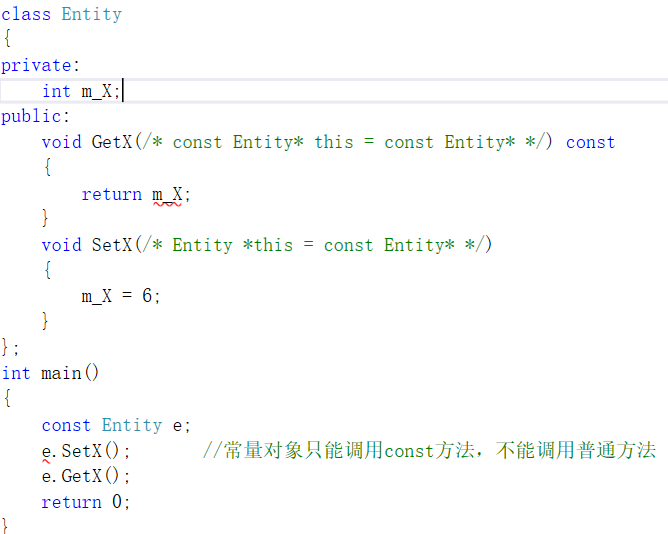 class Entity
{
private:
    int m_X;
public:
    void GetX(/* const Entity* this = const Entity* */) const
    {
        return m_X;
    }
    void SetX(/* Entity *this = const Entity* */)
    {
        m_X = 6;
    }
};
int main()
{
    const Entity e;
    e.SetX();       //常量对象只能调用const方法，不能调用普通方法
    e.GetX();
    return 0;
}